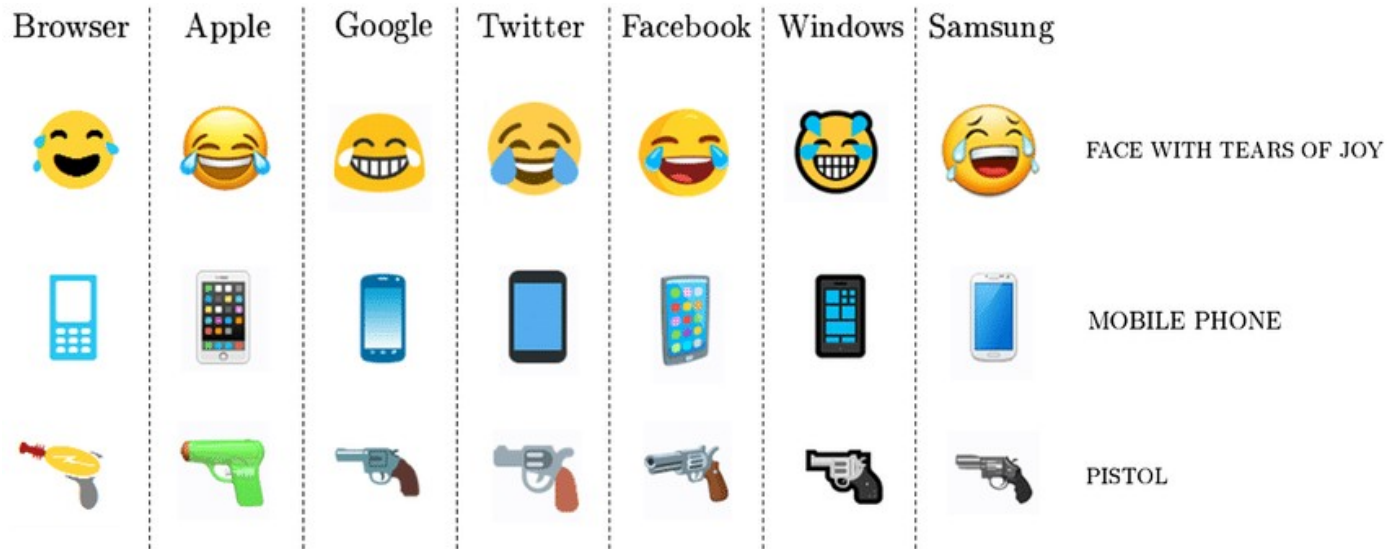 Browser Apple Google Twitter Facebook Windows Samsung
FACE WITH TEARS OF JOY
MOBILE PHONE
PISTOL